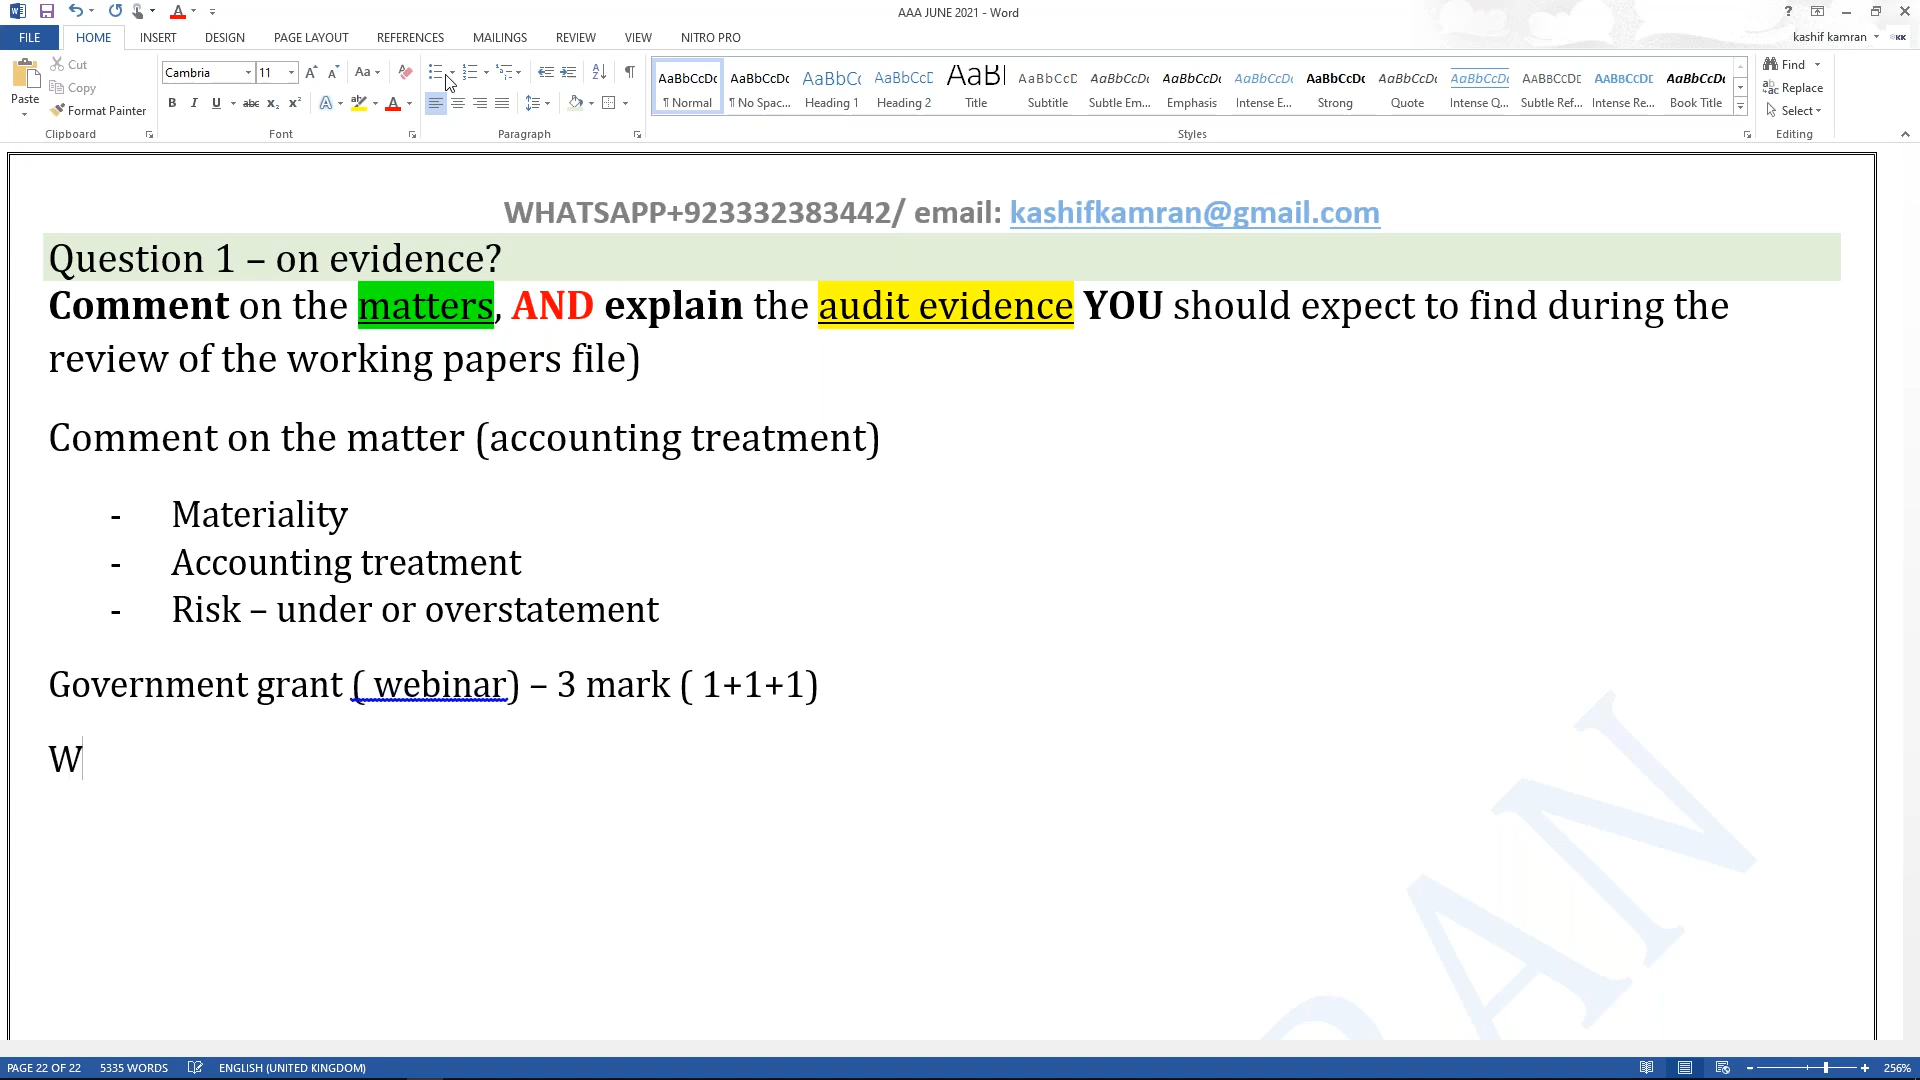 AAA JUNE 2021 - Word
FILE HOME INSERT DESIGN PAGE LAYOUT REFERENCES MAILINGS REVIEW VIEW NITRO PRO kashif kamran
Cut
Copy
Format Painter
Paste
Clipboard
Cambria 11
Font
Paragraph
AaBbCcDc AaBbCcDc AaBbCc AaBbCcD AaBl AaBbCcD AaBbCcDc AaBbCcDc AaBbCcDc AaBbCcDc AaBbCcDc AaBbCcDc AABBCCDE AABBCCDE AaBbCcDc
¶ Normal ¶ No Spac... Heading 1 Heading 2 Title Subtitle Subtle Em... Emphasis Intense E... Strong Quote Intense Q... Subtle Ref... Intense Re... Book Title
Styles
Find
Replace
Select
Editing
WHATSAPP+923332383442/ email: kashifkamran@gmail.com
Question 1 – on evidence?
Comment on the matters, AND explain the audit evidence YOU should expect to find during the
review of the working papers file)
Comment on the matter (accounting treatment)
- Materiality
- Accounting treatment
- Risk – under or overstatement
Government grant ( webinar) – 3 mark ( 1+1+1)
W
PAGE 22 OF 22 5335 WORDS ENGLISH (UNITED KINGDOM) 256%